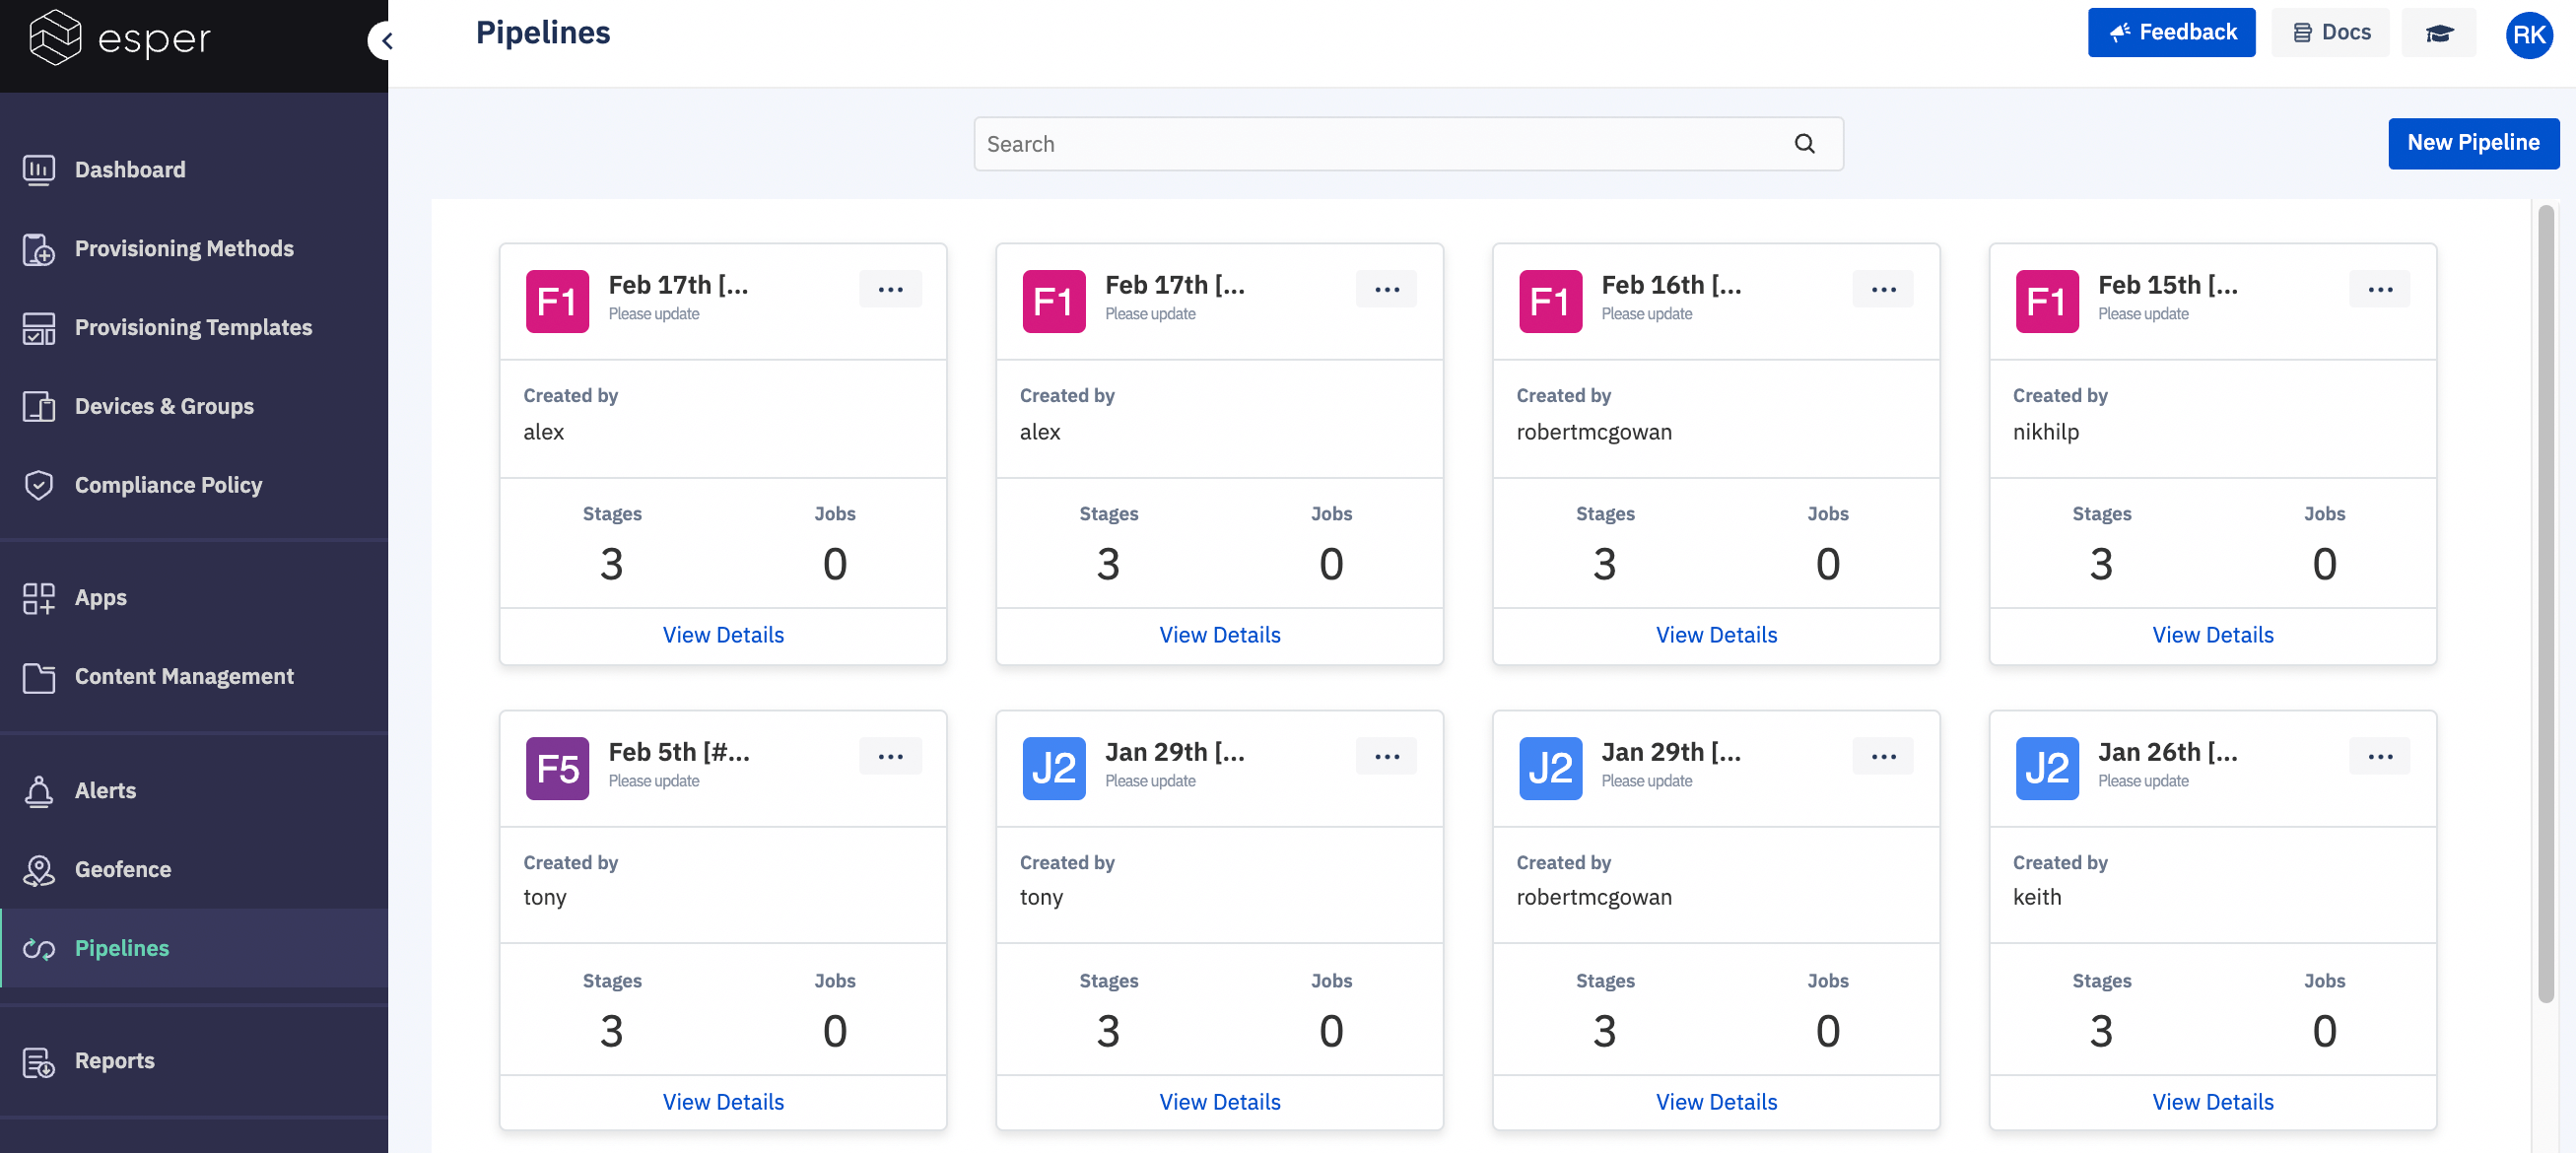 esper
Pipelines
Feedback
Docs
RK
Dashboard
Provisioning Methods
Provisioning Templates
Devices & Groups
Compliance Policy
Apps
Content Management
Alerts
Geofence
Pipelines
Reports
Search
New Pipeline
F1 Feb 17th [... ...
Please update
Created by
alex
Stages Jobs
3 0
View Details
F1 Feb 17th [... ...
Please update
Created by
alex
Stages Jobs
3 0
View Details
F1 Feb 16th [... ...
Please update
Created by
robertmcgowan
Stages Jobs
3 0
View Details
F1 Feb 15th [... ...
Please update
Created by
nikhilp
Stages Jobs
3 0
View Details
F5 Feb 5th [#... ...
Please update
Created by
tony
Stages Jobs
3 0
View Details
J2 Jan 29th [... ...
Please update
Created by
tony
Stages Jobs
3 0
View Details
J2 Jan 29th [... ...
Please update
Created by
robertmcgowan
Stages Jobs
3 0
View Details
J2 Jan 26th [... ...
Please update
Created by
keith
Stages Jobs
3 0
View Details